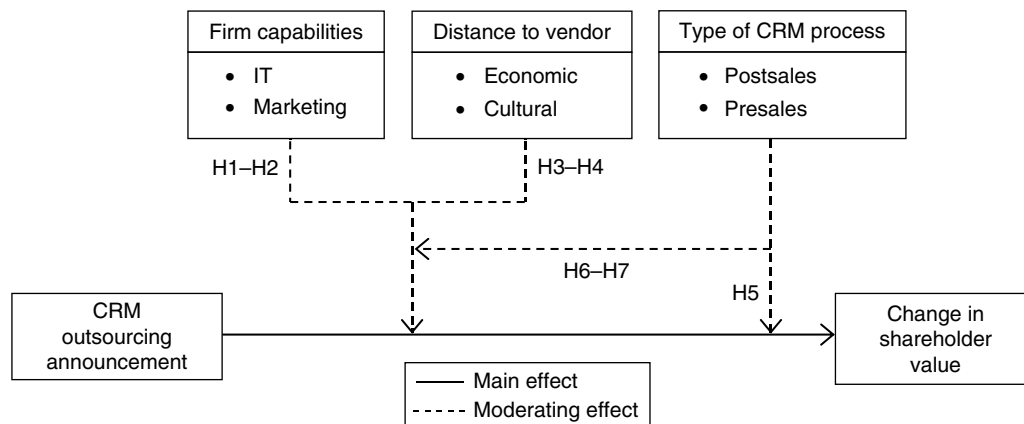 Firm capabilities
• IT
• Marketing
Distance to vendor
• Economic
• Cultural
Type of CRM process
• Postsales
• Presales
H1–H2
H3–H4
H6–H7
H5
CRM
outsourcing
announcement
Change in
shareholder
value
Main effect
Moderating effect